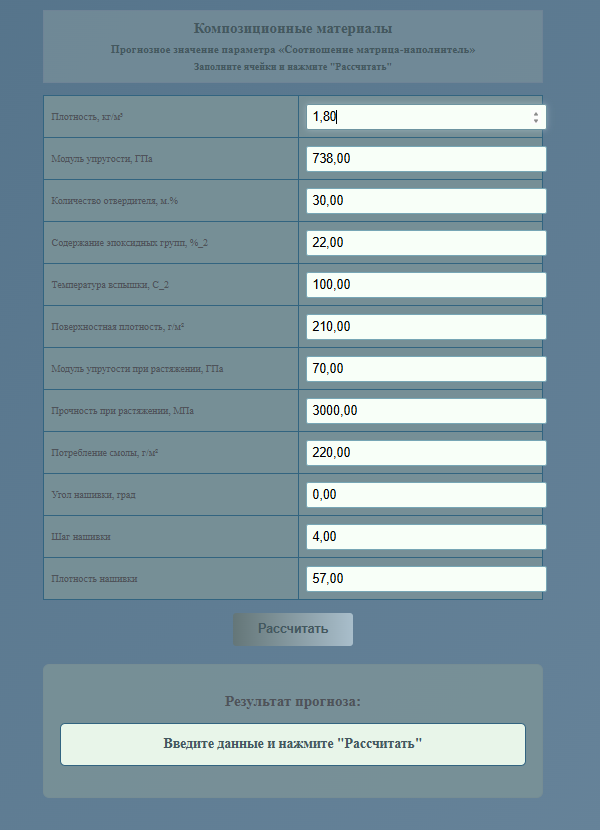 Композиционные материалы
Прогнозное значение параметра «Соотношение матрица-наполнитель»
Заполните ячейки и нажмите "Рассчитать"
Плотность, кг/м³ 1,80
Модуль упругости, ГПа 738,00
Количество отвердителя, м.% 30,00
Содержание эпоксидных групп, %_2 22,00
Температура вспышки, С_2 100,00
Поверхностная плотность, г/м² 210,00
Модуль упругости при растяжении, ГПа 70,00
Прочность при растяжении, МПа 3000,00
Потребление смолы, г/м² 220,00
Угол нашивки, град 0,00
Шаг нашивки 4,00
Плотность нашивки 57,00
Рассчитать
Результат прогноза:
Введите данные и нажмите "Рассчитать"